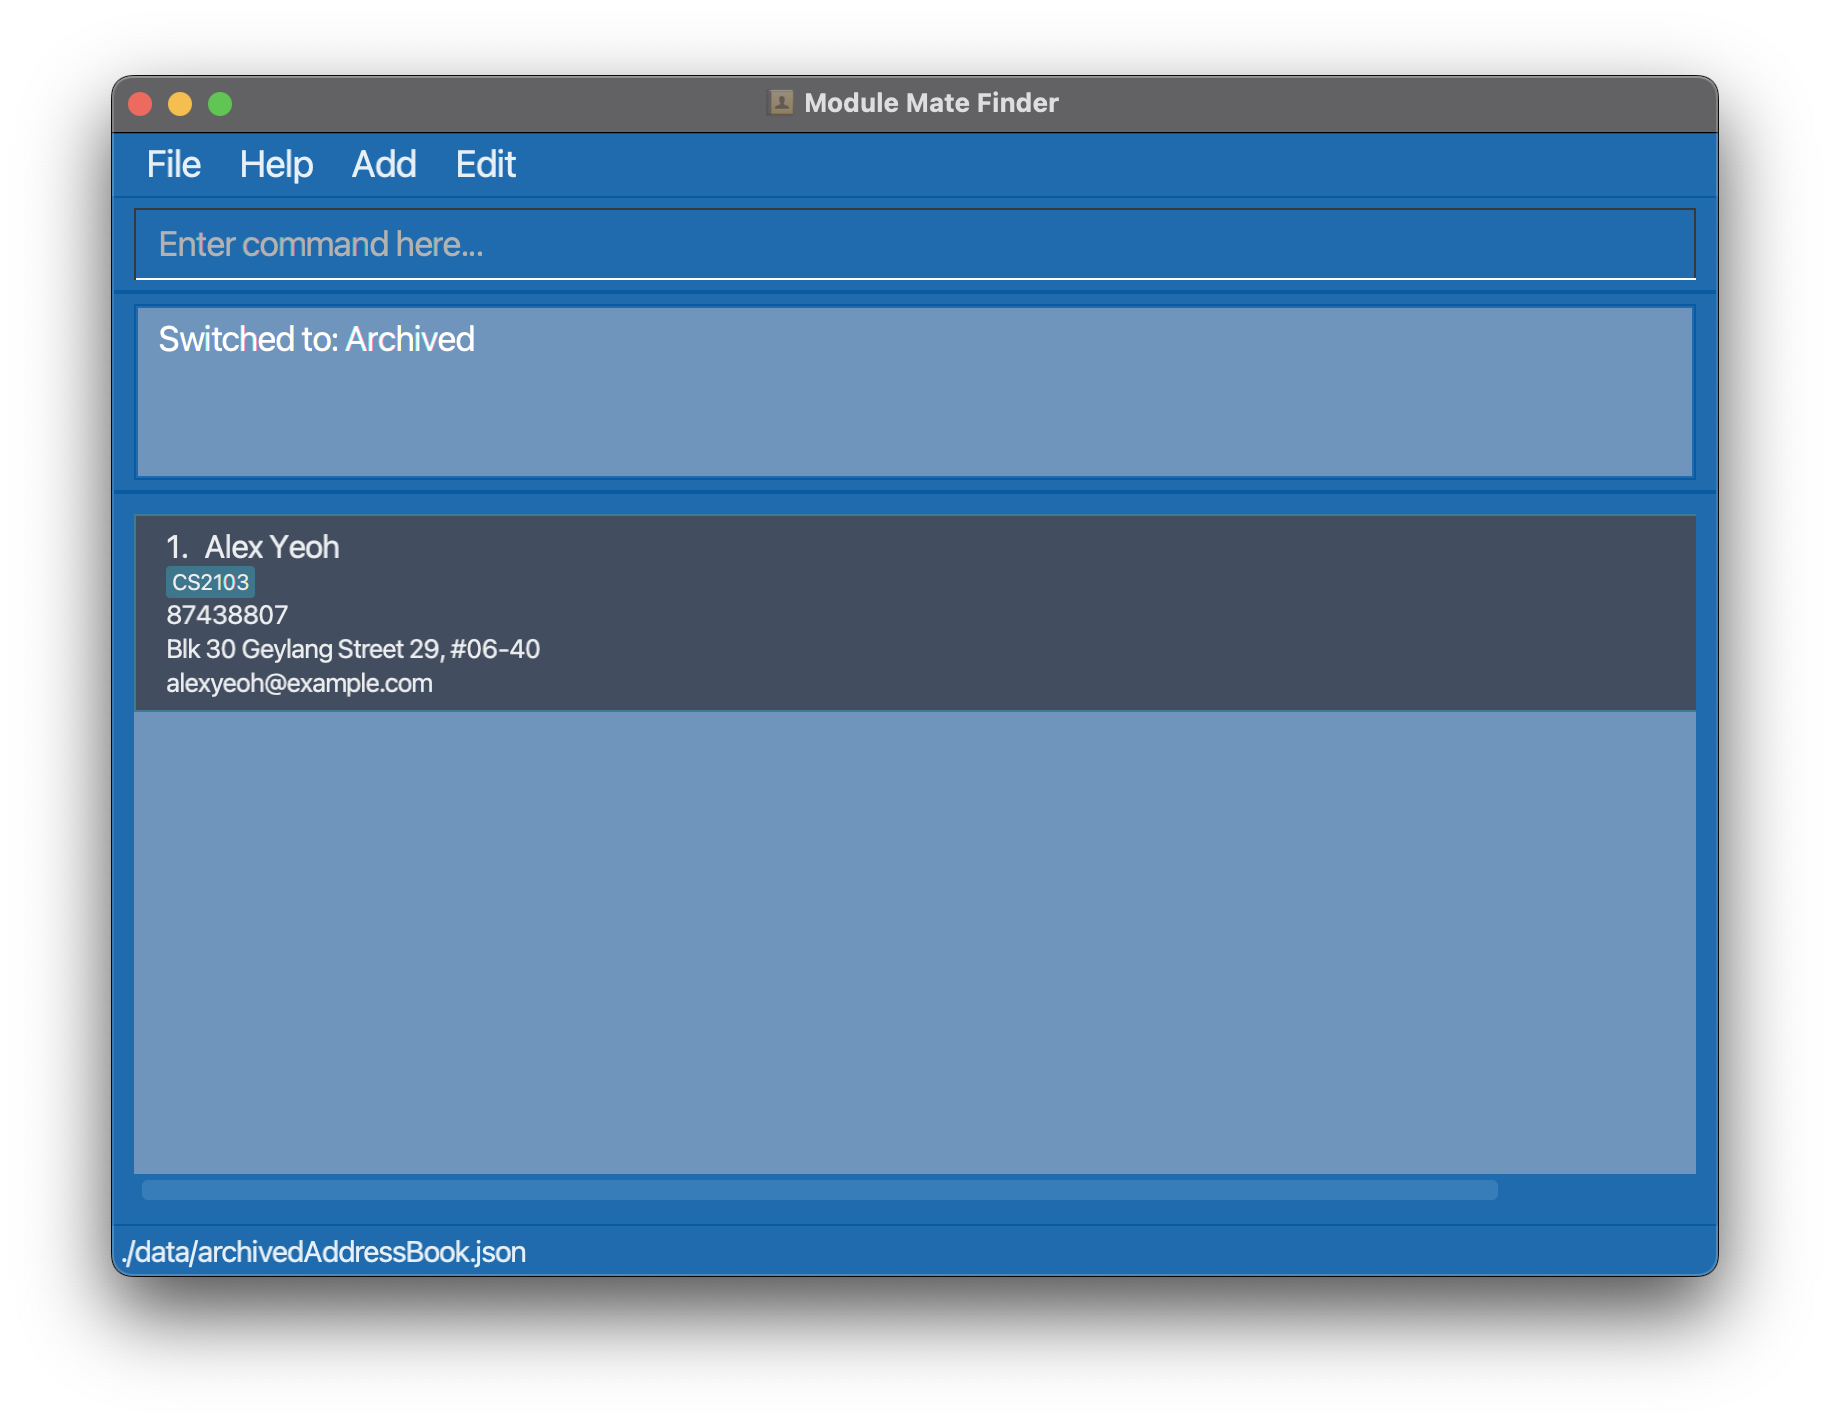 Module Mate Finder
File Help Add Edit
Enter command here...
Switched to: Archived
1. Alex Yeoh
CS2103
87438807
Blk 30 Geylang Street 29, #06-40
alexyeoh@example.com
./data/archivedAddressBook.json